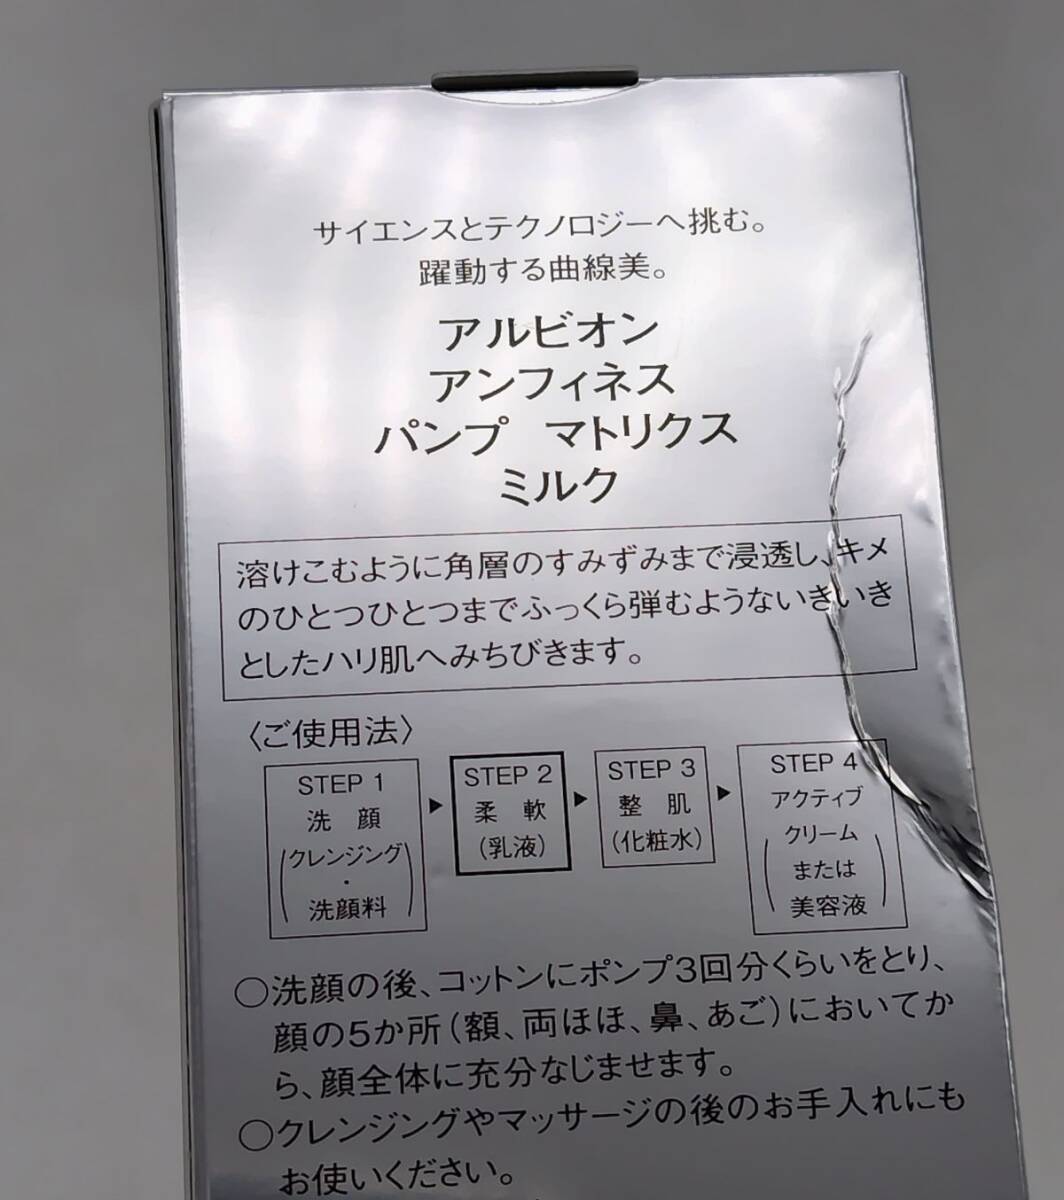 サイエンスとテクノロジーへ挑む。
躍動する曲線美。
アルビオン
アンフィネス
パンプ マトリクス
ミルク
溶けこむように角層のすみずみまで浸透し、キメ
のひとつひとつまでふっくら弾むようないきいき
としたハリ肌へみちびきます。
〈ご使用法〉
STEP 1
洗 顔
(クレンジング
・
洗顔料)
▶
STEP 2
柔 軟
(乳液)
▶
STEP 3
整 肌
(化粧水)
▶
STEP 4
アクティブ
(クリーム
または
美容液)
○洗顔の後、コットンにポンプ3回分くらいをとり、
顔の5か所(額、両ほほ、鼻、あご)においてか
ら、顔全体に充分なじませます。
○クレンジングやマッサージの後のお手入れにも
お使いください。